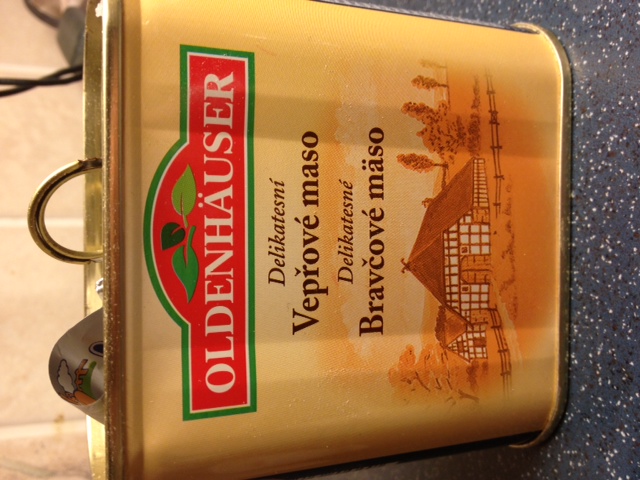 OLDENHÄUSER
Delikatesní
Vepřové maso
Delikatesné
Bravčové mäso